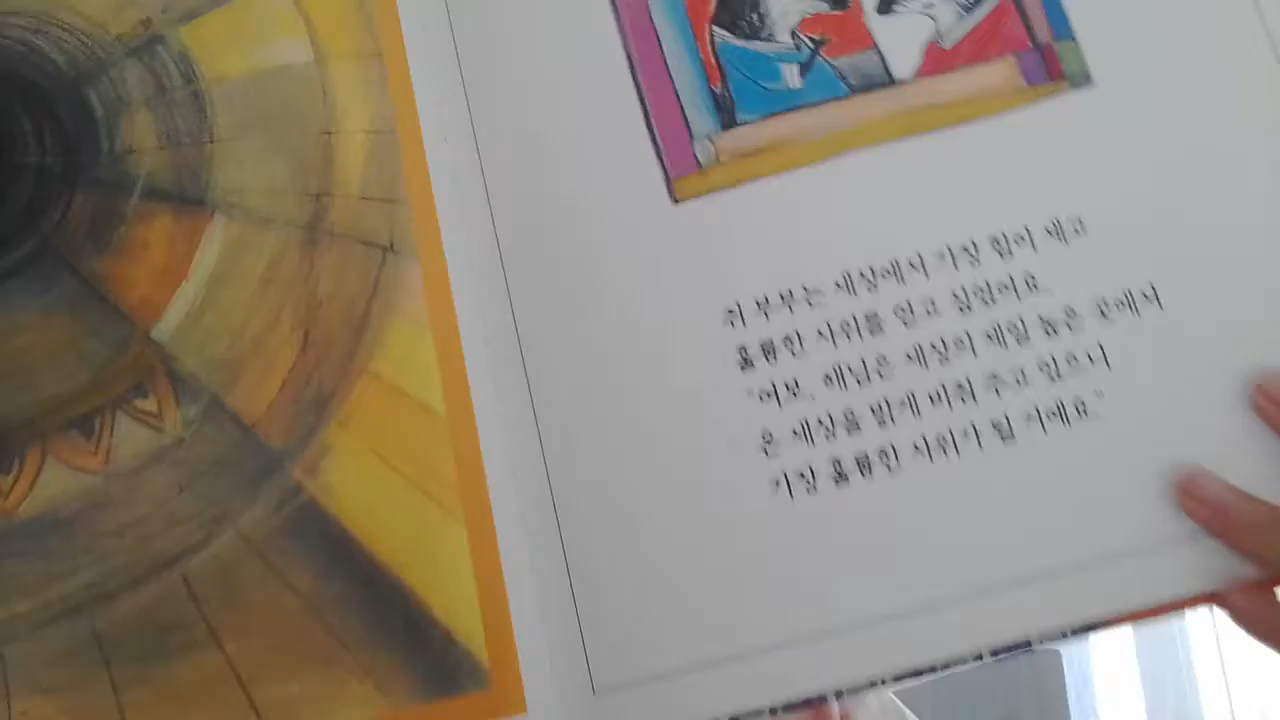 쥐 부부는 세상에서 가장 힘이 세고
훌륭한 사위를 얻고 싶었어요.
"여보, 해님은 세상의 제일 높은 곳에서
온 세상을 밝게 비춰 주고 있으니
가장 훌륭한 사위가 될 거예요."